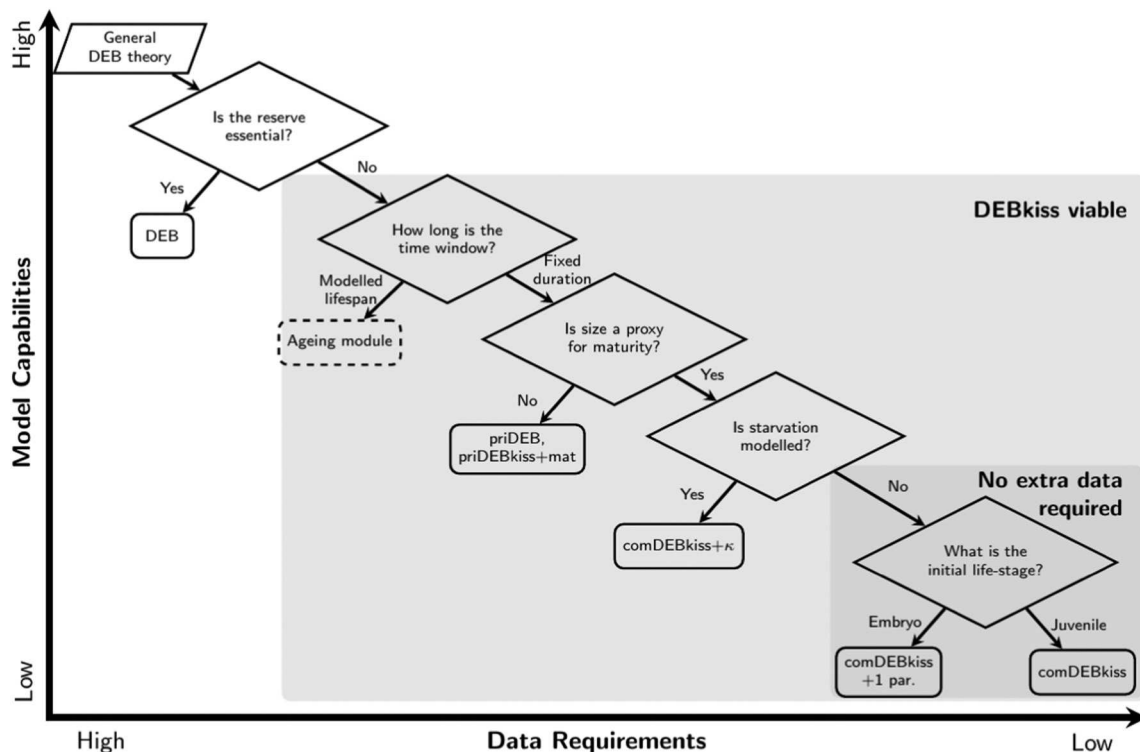 High
General
DEB theory
Is the reserve
essential?
Yes
No
DEB
DEBkiss viable
How long is the
time window?
Modelled
lifespan
Fixed
duration
Ageing module
Is size a proxy
for maturity?
No
Yes
priDEB,
priDEBkiss+mat
Is starvation
modelled?
Yes
No
comDEBkiss+κ
No extra data
required
What is the
initial life-stage?
Embryo
Juvenile
comDEBkiss
+1 par.
comDEBkiss
Model Capabilities
Low
High
Data Requirements
Low